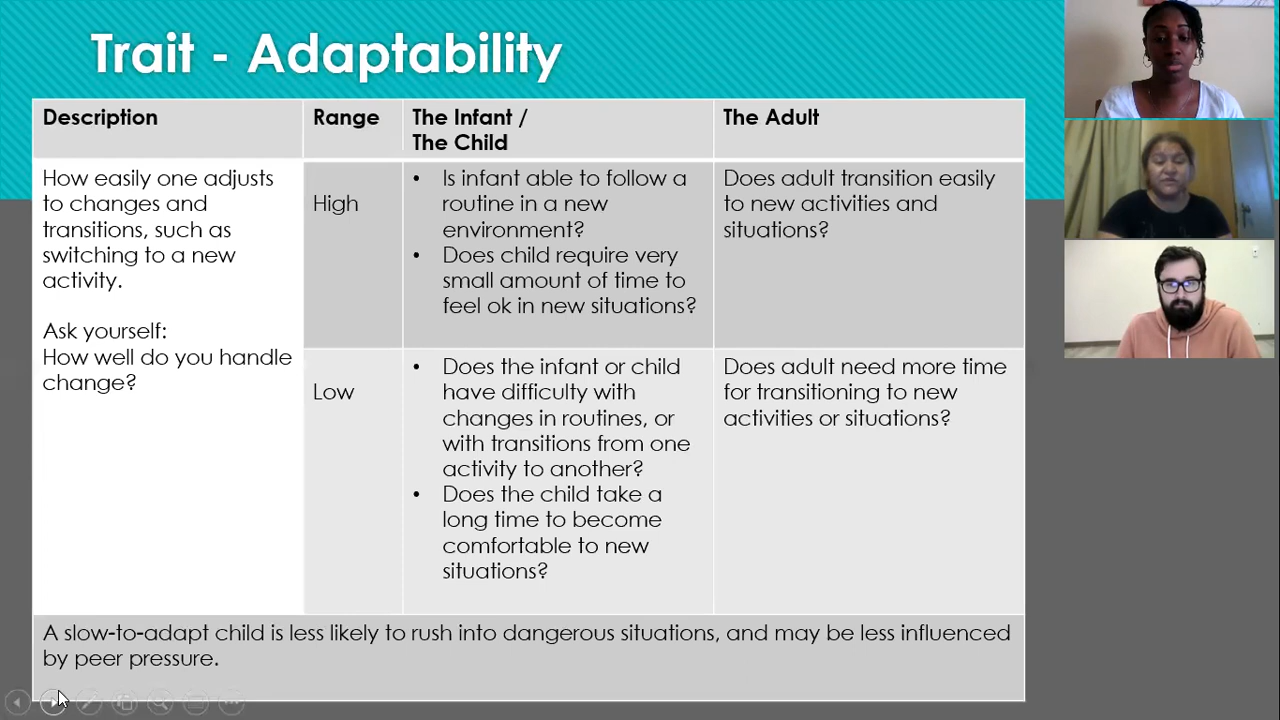 Trait - Adaptability
Description
Range
The Infant /
The Child
The Adult
How easily one adjusts
to changes and
transitions, such as
switching to a new
activity.
Ask yourself:
How well do you handle
change?
High
• Is infant able to follow a
routine in a new
environment?
• Does child require very
small amount of time to
feel ok in new situations?
Does adult transition easily
to new activities and
situations?
Low
• Does the infant or child
have difficulty with
changes in routines, or
with transitions from one
activity to another?
• Does the child take a
long time to become
comfortable to new
situations?
Does adult need more time
for transitioning to new
activities or situations?
A slow-to-adapt child is less likely to rush into dangerous situations, and may be less influenced
by peer pressure.